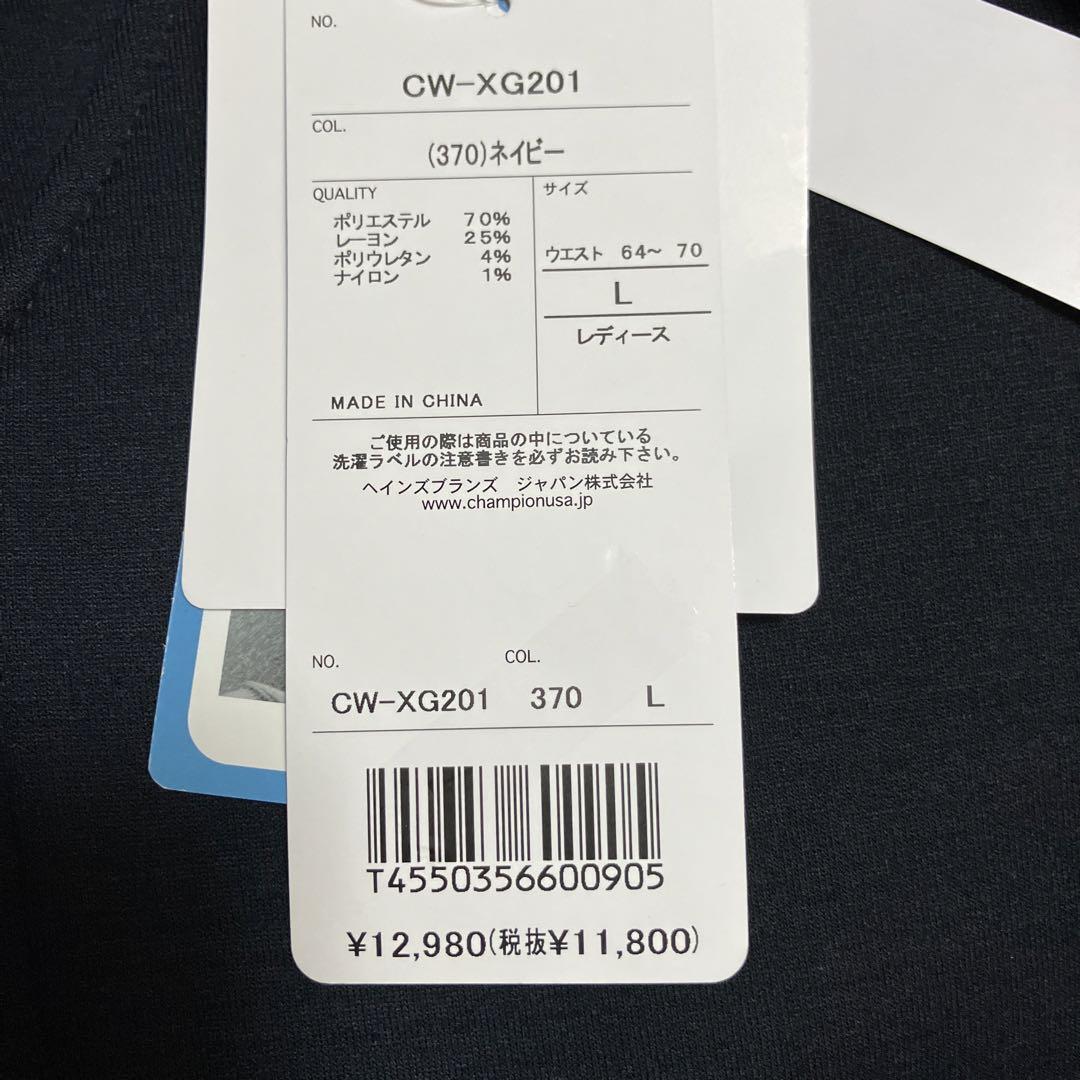 NO.
CW-XG201
COL.
(370)ネイビー
QUALITY
ポリエステル 70%
レーヨン 25%
ポリウレタン 4%
ナイロン 1%
サイズ
ウエスト 64~ 70
L
レディース
MADE IN CHINA
ご使用の際は商品の中についている
洗濯ラベルの注意書きを必ずお読み下さい。
ヘインズブランズ ジャパン株式会社
www.championusa.jp
NO. COL.
CW-XG201 370 L
T4550356600905
¥12,980(税抜¥11,800)